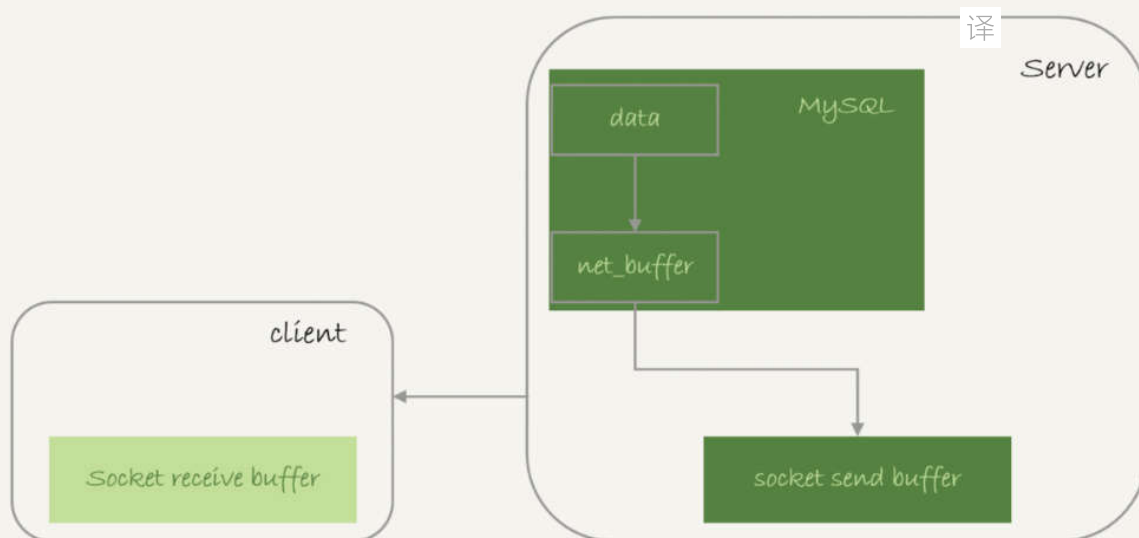 译
Server
MySQL
data
net_buffer
client
Socket receive buffer
socket send buffer